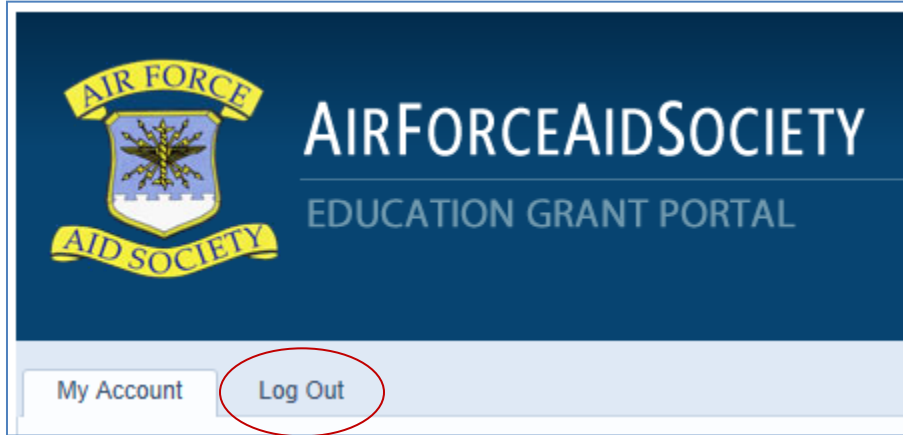 AIR FORCE
AID SOCIETY
AIRFORCEAIDSOCIETY
EDUCATION GRANT PORTAL
My Account
Log Out